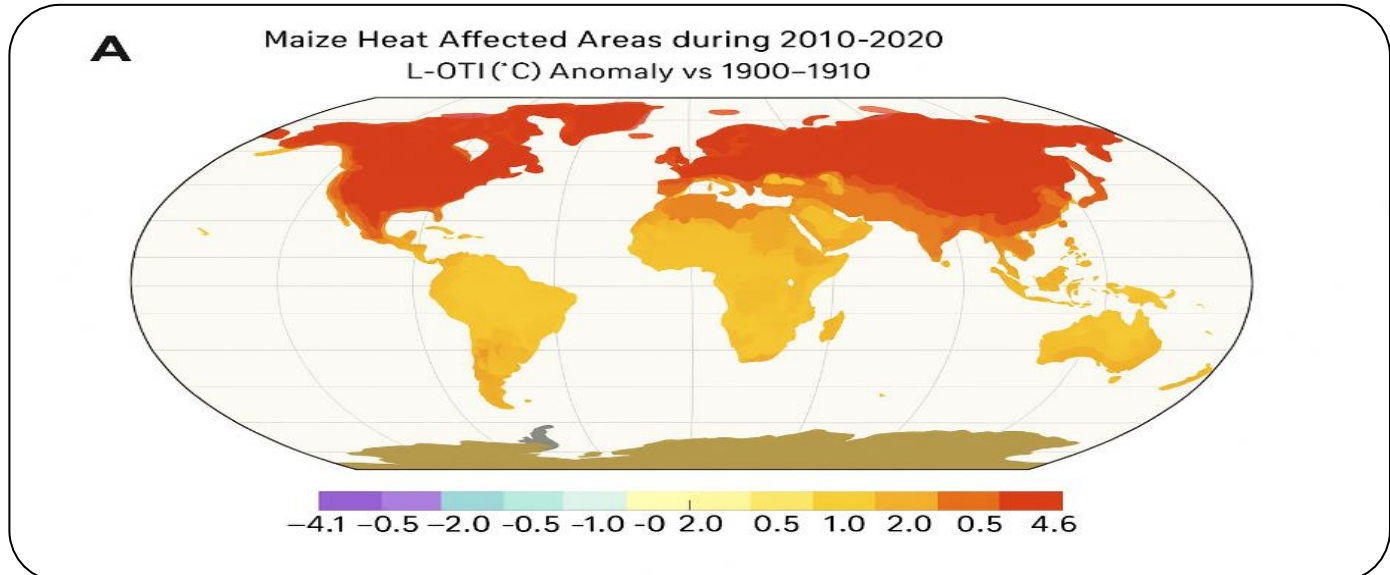 A
Maize Heat Affected Areas during 2010-2020
L-OTI (°C) Anomaly vs 1900–1910
−4.1 −0.5 −2.0 -0.5 -1.0 -0 2.0 0.5 1.0 2.0 0.5 4.6